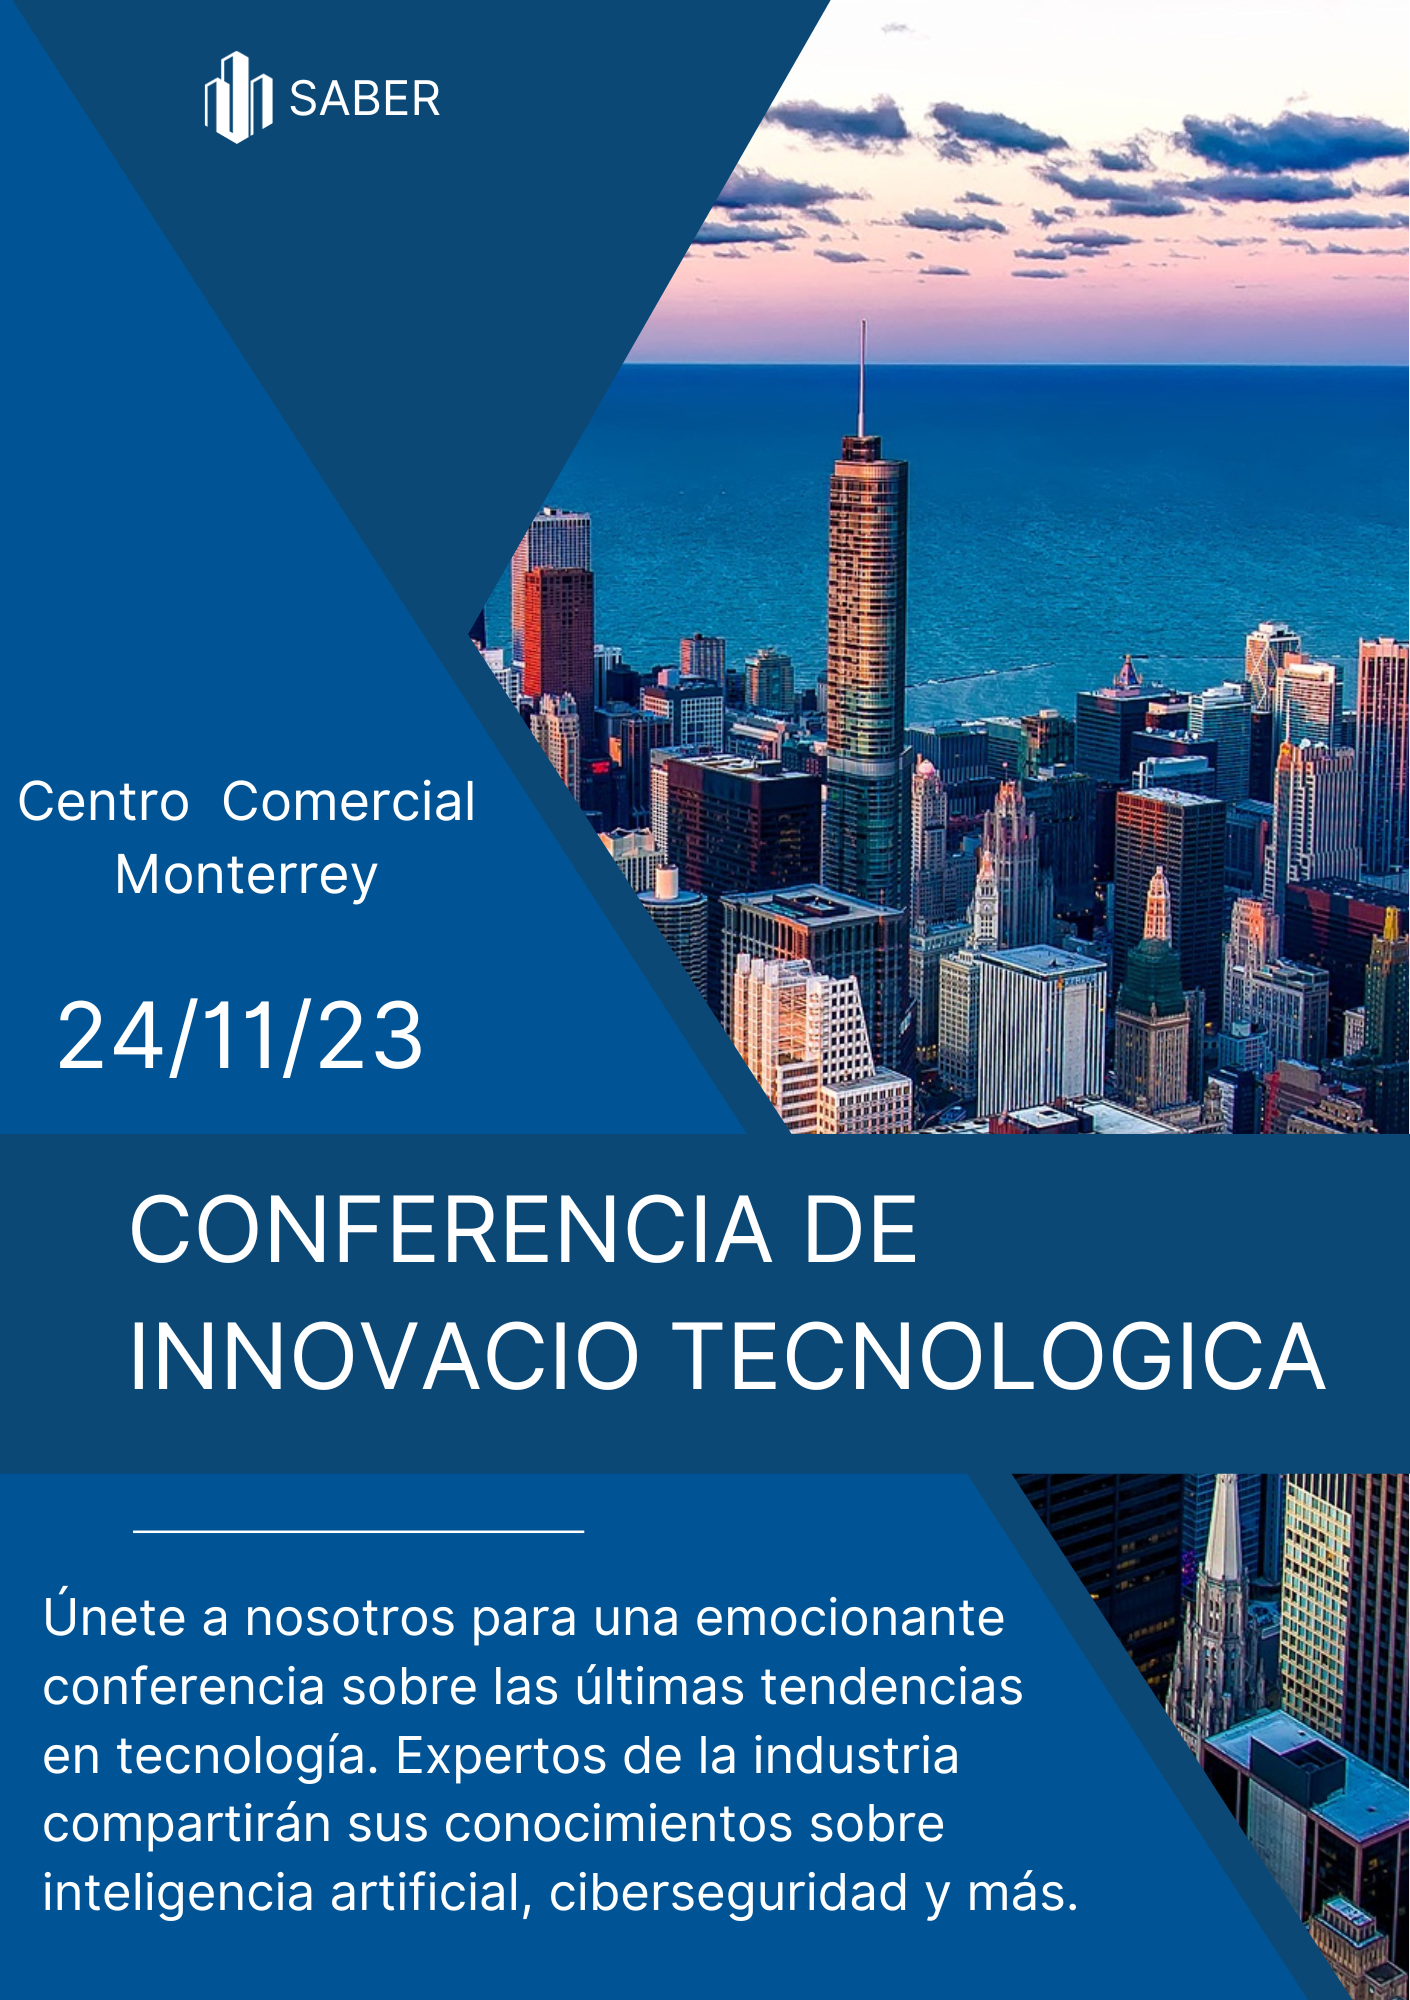 SABER
Centro Comercial
Monterrey
24/11/23
CONFERENCIA DE
INNOVACIO TECNOLOGICA
Únete a nosotros para una emocionante
conferencia sobre las últimas tendencias
en tecnología. Expertos de la industria
compartirán sus conocimientos sobre
inteligencia artificial, ciberseguridad y más.